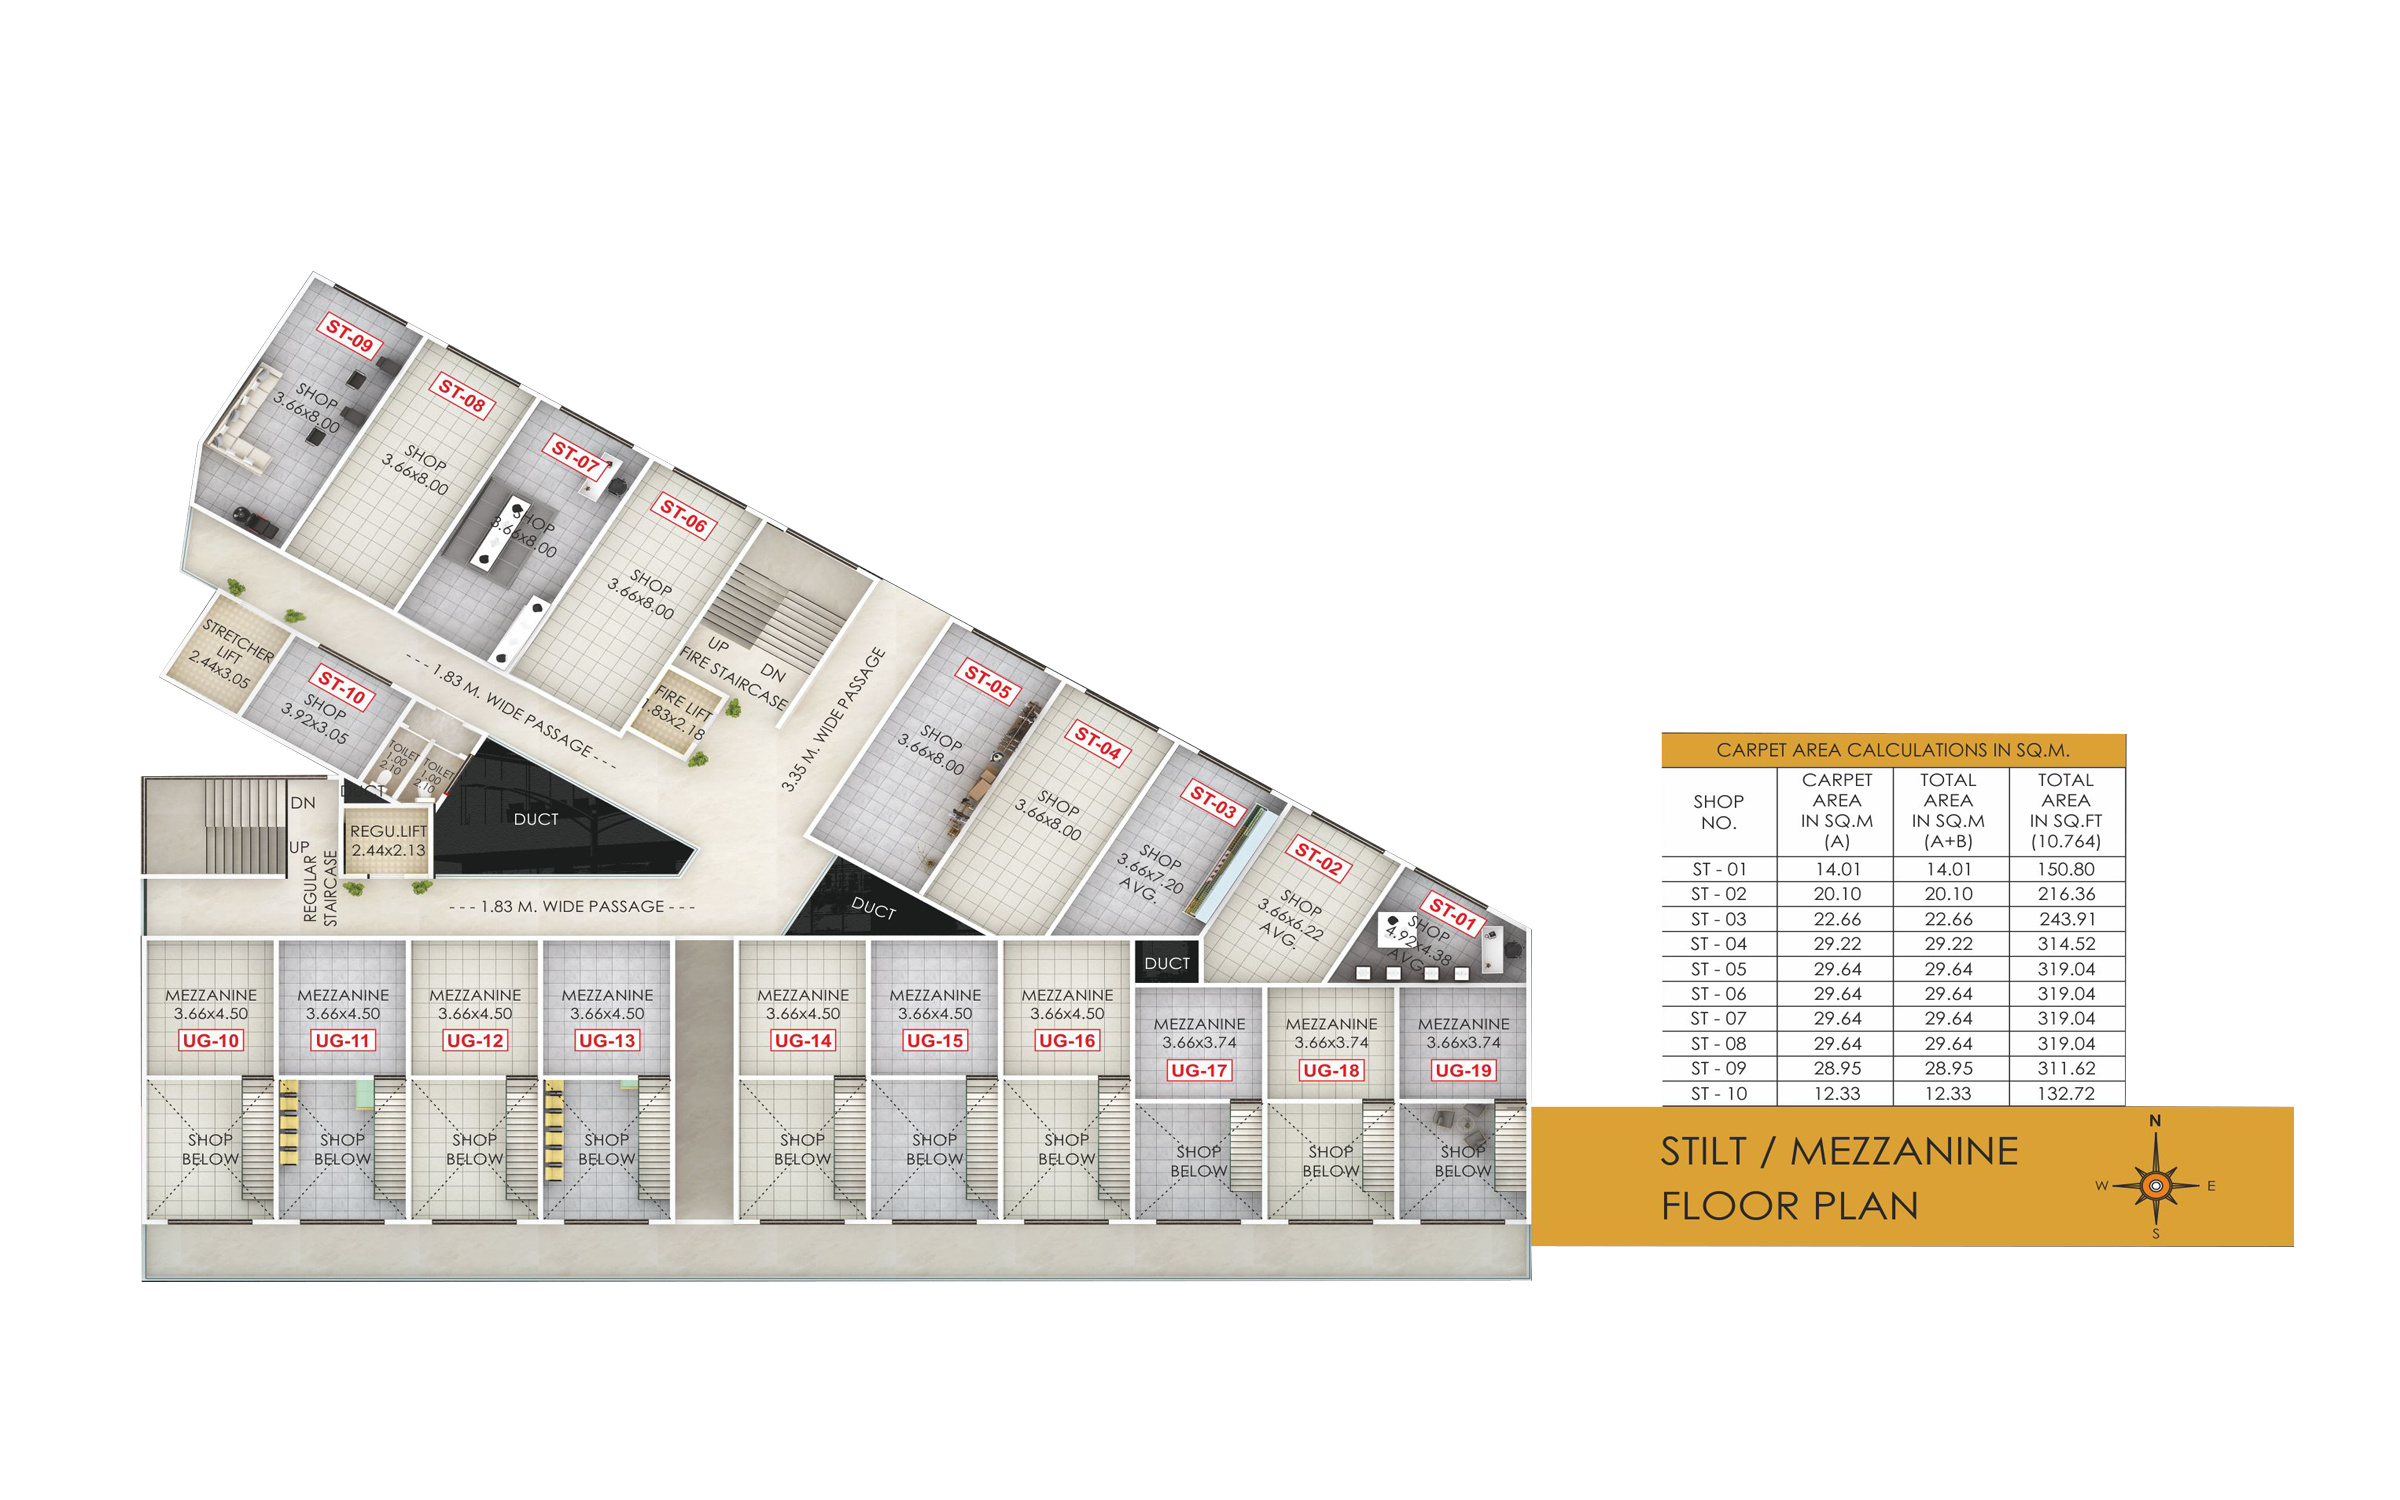 ST-09
SHOP
3.66x8.00
ST-08
SHOP
3.66x8.00
ST-07
SHOP
3.66x8.00
ST-06
SHOP
3.66x8.00
UP
DN
FIRE STAIRCASE
FIRE LIFT
1.83x2.18
3.35 M. WIDE PASSAGE
STRETCHER
LIFT
2.44x3.05
ST-10
SHOP
3.92x3.05
TOILET
1.00
2.10
TOILET
1.00
2.10
--- 1.83 M. WIDE PASSAGE ---
ST-05
SHOP
3.66x8.00
ST-04
SHOP
3.66x8.00
ST-03
SHOP
3.66x7.20
AVG.
ST-02
SHOP
3.66x6.22
AVG.
ST-01
SHOP
4.92x4.38
AVG.
DN
UP
REGULAR
STAIRCASE
DUCT
REGU.LIFT
2.44x2.13
DUCT
--- 1.83 M. WIDE PASSAGE ---
DUCT
DUCT
MEZZANINE
3.66x4.50
UG-10
MEZZANINE
3.66x4.50
UG-11
MEZZANINE
3.66x4.50
UG-12
MEZZANINE
3.66x4.50
UG-13
MEZZANINE
3.66x4.50
UG-14
MEZZANINE
3.66x4.50
UG-15
MEZZANINE
3.66x4.50
UG-16
MEZZANINE
3.66x3.74
UG-17
MEZZANINE
3.66x3.74
UG-18
MEZZANINE
3.66x3.74
UG-19
SHOP
BELOW
SHOP
BELOW
SHOP
BELOW
SHOP
BELOW
SHOP
BELOW
SHOP
BELOW
SHOP
BELOW
SHOP
BELOW
SHOP
BELOW
SHOP
BELOW
CARPET AREA CALCULATIONS IN SQ.M.
SHOP
NO.
CARPET
AREA
IN SQ.M
(A)
TOTAL
AREA
IN SQ.M
(A+B)
TOTAL
AREA
IN SQ.FT
(10.764)
ST - 01 14.01 14.01 150.80
ST - 02 20.10 20.10 216.36
ST - 03 22.66 22.66 243.91
ST - 04 29.22 29.22 314.52
ST - 05 29.64 29.64 319.04
ST - 06 29.64 29.64 319.04
ST - 07 29.64 29.64 319.04
ST - 08 29.64 29.64 319.04
ST - 09 28.95 28.95 311.62
ST - 10 12.33 12.33 132.72
STILT / MEZZANINE
FLOOR PLAN
N
W
E
S